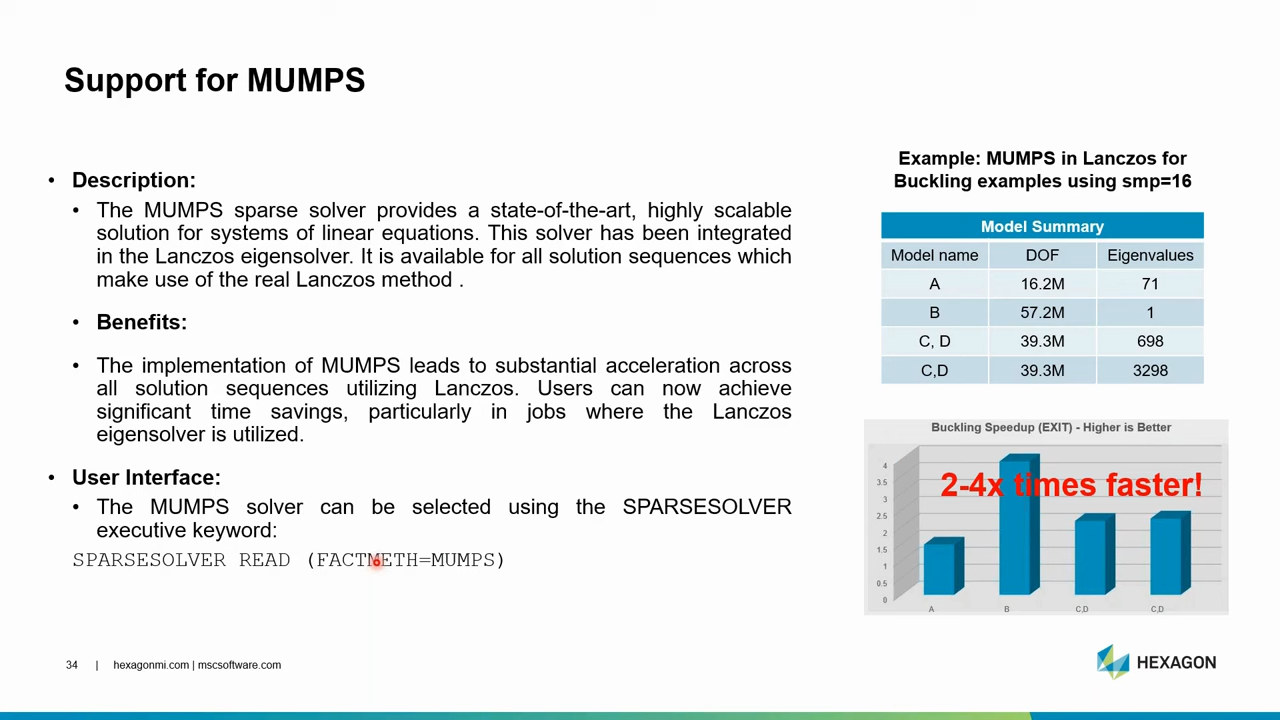 Support for MUMPS
• Description:
• The MUMPS sparse solver provides a state-of-the-art, highly scalable
solution for systems of linear equations. This solver has been integrated
in the Lanczos eigensolver. It is available for all solution sequences which
make use of the real Lanczos method .
• Benefits:
• The implementation of MUMPS leads to substantial acceleration across
all solution sequences utilizing Lanczos. Users can now achieve
significant time savings, particularly in jobs where the Lanczos
eigensolver is utilized.
• User Interface:
• The MUMPS solver can be selected using the SPARSESOLVER
executive keyword:
SPARSESOLVER READ (FACTMETH=MUMPS)
Example: MUMPS in Lanczos for
Buckling examples using smp=16
Model Summary
Model name DOF Eigenvalues
A 16.2M 71
B 57.2M 1
C, D 39.3M 698
C,D 39.3M 3298
Buckling Speedup (EXIT) - Higher is Better
2-4x times faster!
4
3.5
3
2.5
2
1.5
1
0.5
0
A B C,D C,D
34 | hexagonmi.com | mscsoftware.com
HEXAGON